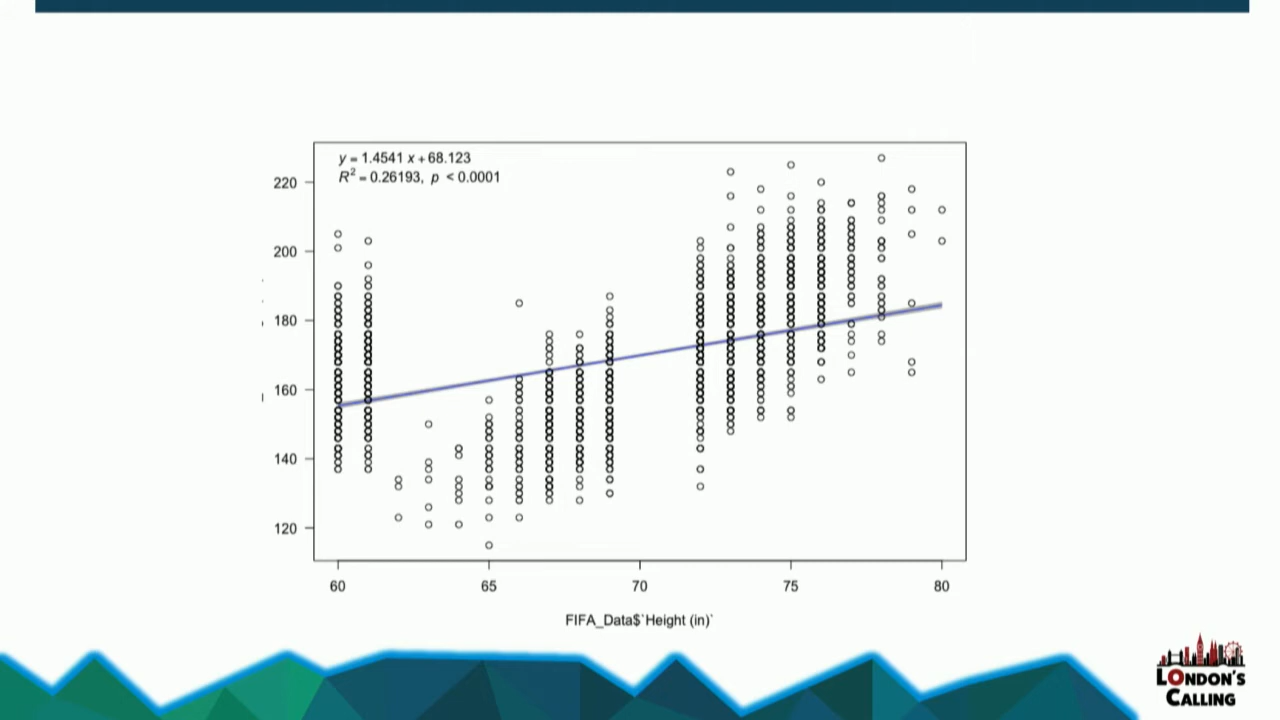 y = 1.4541 x + 68.123
R² = 0.26193, p < 0.0001
220
200
180
160
140
120
60 65 70 75 80
FIFA_Data$`Height (in)`
LONDON'S
CALLING